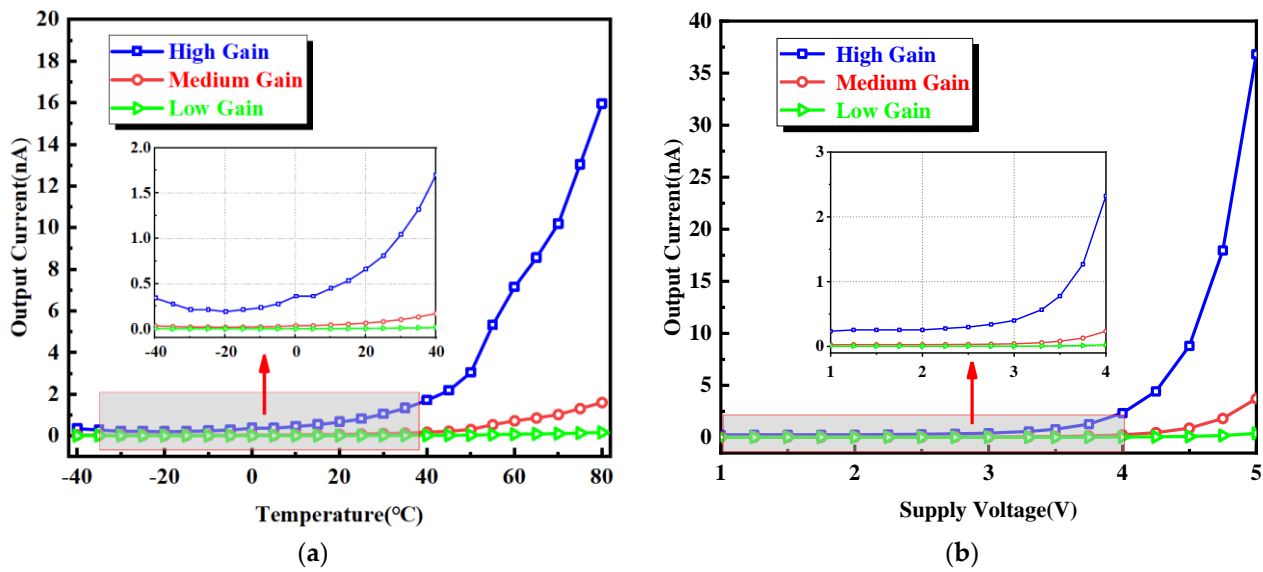 20
18
16
14
12
10
8
6
4
2
0
Output Current(nA)
High Gain
Medium Gain
Low Gain
2.0
1.5
1.0
0.5
0.0
-40 -20 0 20 40
-40 -20 0 20 40 60 80
Temperature(°C)
(a)
40
35
30
25
20
15
10
5
0
Output Current(nA)
High Gain
Medium Gain
Low Gain
3
2
1
0
1 2 3 4
1 2 3 4 5
Supply Voltage(V)
(b)